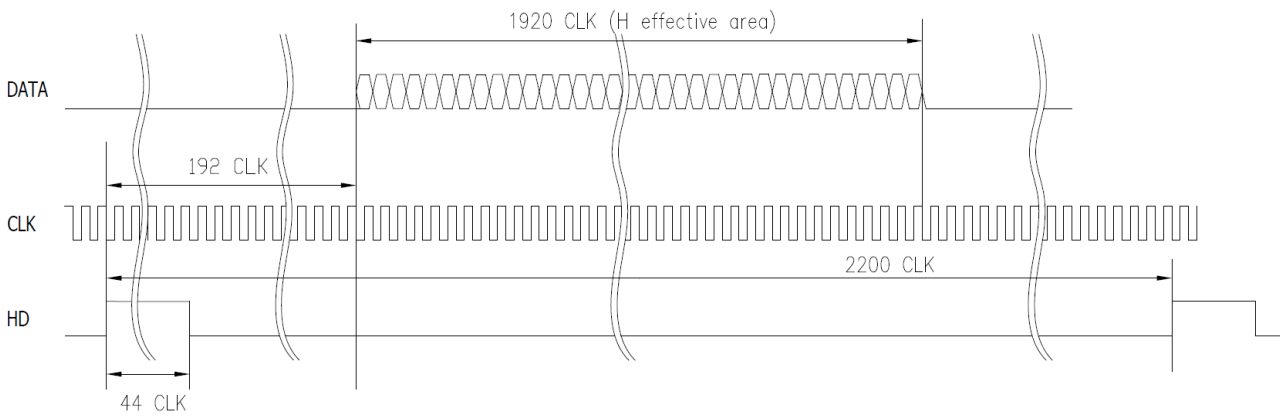 1920 CLK (H effective area)
DATA
192 CLK
CLK
2200 CLK
HD
44 CLK